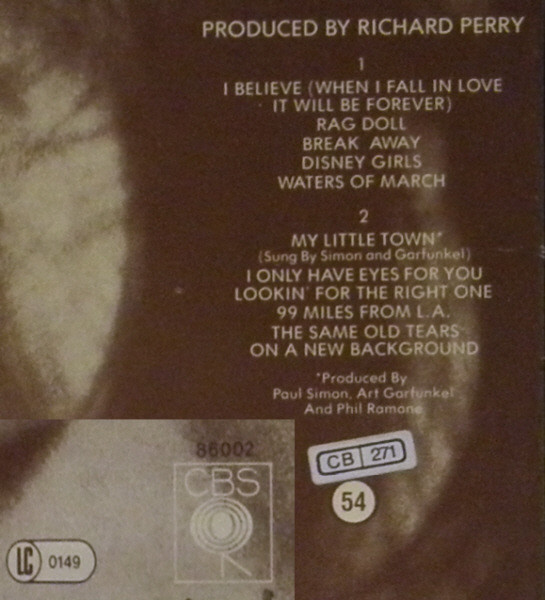 PRODUCED BY RICHARD PERRY
1
I BELIEVE (WHEN I FALL IN LOVE
IT WILL BE FOREVER)
RAG DOLL
BREAK AWAY
DISNEY GIRLS
WATERS OF MARCH
2
MY LITTLE TOWN*
(Sung By Simon and Garfunkel)
I ONLY HAVE EYES FOR YOU
LOOKIN' FOR THE RIGHT ONE
99 MILES FROM L.A.
THE SAME OLD TEARS
ON A NEW BACKGROUND
*Produced By
Paul Simon, Art Garfunkel
And Phil Ramone
86002
CBS
CB 271
54
LC 0149